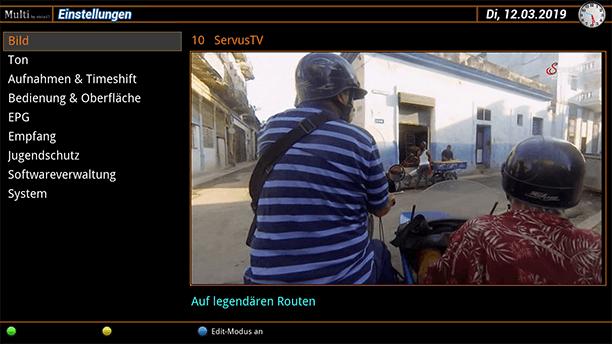 Multi Einstellungen Di, 12.03.2019
Bild
Ton
Aufnahmen & Timeshift
Bedienung & Oberfläche
EPG
Empfang
Jugendschutz
Softwareverwaltung
System
10 ServusTV
Auf legendären Routen
Edit-Modus an